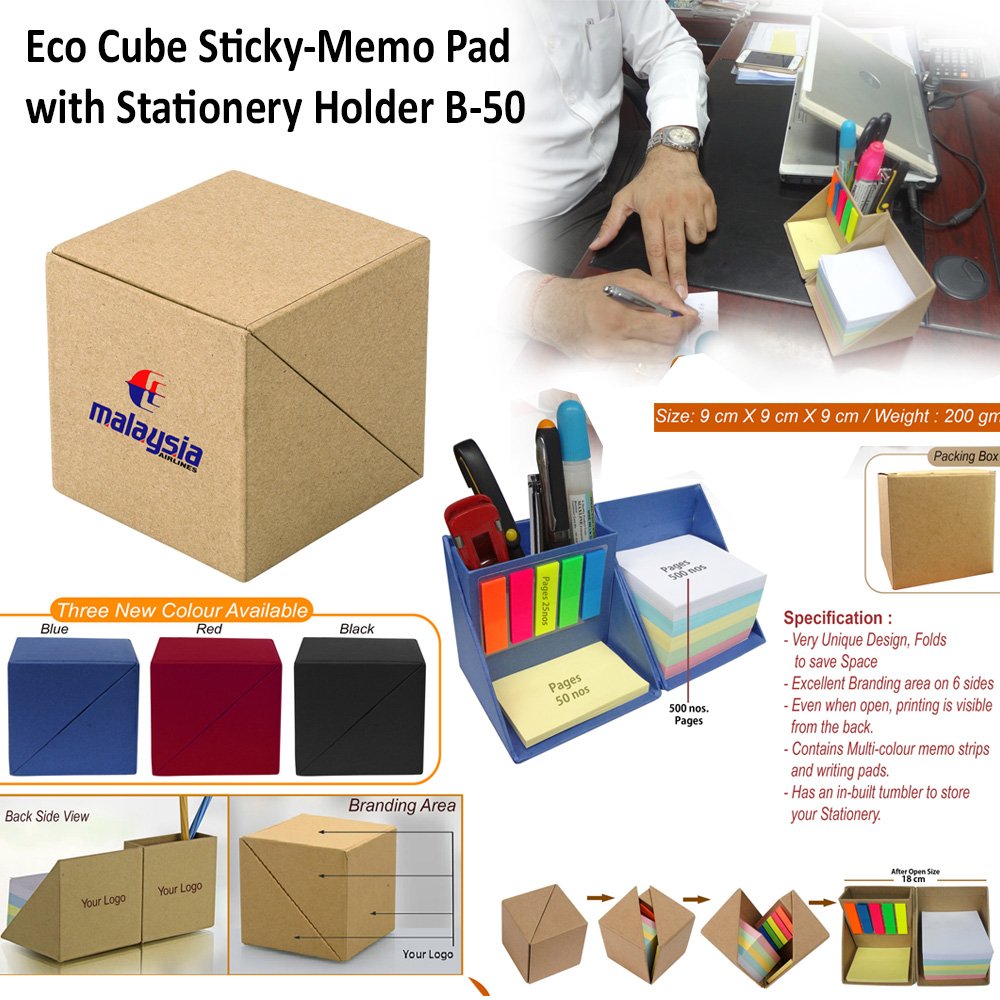 Eco Cube Sticky-Memo Pad
with Stationery Holder B-50
malaysia
AIRLINES
Size: 9 cm X 9 cm X 9 cm / Weight : 200 gm
Packing Box
Pages
500 nos
Pages 25nos
Pages
50 nos
500 nos.
Pages
Three New Colour Available
Blue
Red
Black
Specification :
- Very Unique Design, Folds
to save Space
- Excellent Branding area on 6 sides
- Even when open, printing is visible
from the back.
- Contains Multi-colour memo strips
and writing pads.
- Has an in-built tumbler to store
your Stationery.
Back Side View
Your Logo
Your Logo
Branding Area
Your Logo
After Open Size
18 cm